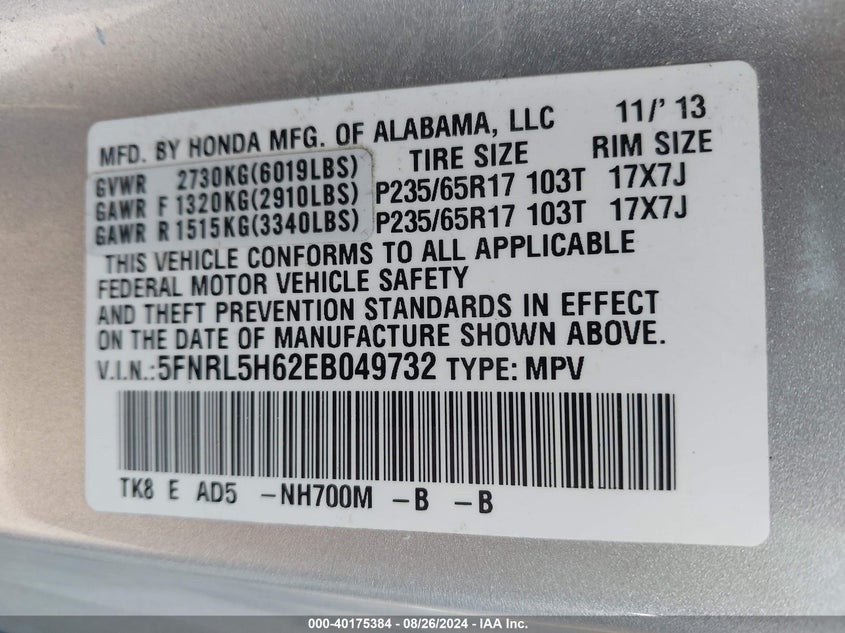 MFD. BY HONDA MFG. OF ALABAMA, LLC 11/' 13
TIRE SIZE RIM SIZE
GVWR 2730KG(6019LBS)
GAWR F 1320KG(2910LBS) P235/65R17 103T 17X7J
GAWR R 1515KG(3340LBS) P235/65R17 103T 17X7J
THIS VEHICLE CONFORMS TO ALL APPLICABLE
FEDERAL MOTOR VEHICLE SAFETY
AND THEFT PREVENTION STANDARDS IN EFFECT
ON THE DATE OF MANUFACTURE SHOWN ABOVE.
V.I.N.:5FNRL5H62EB049732 TYPE: MPV
TK8 E AD5 -NH700M -B -B
000-40175384 - 08/26/2024 - IAA Inc.